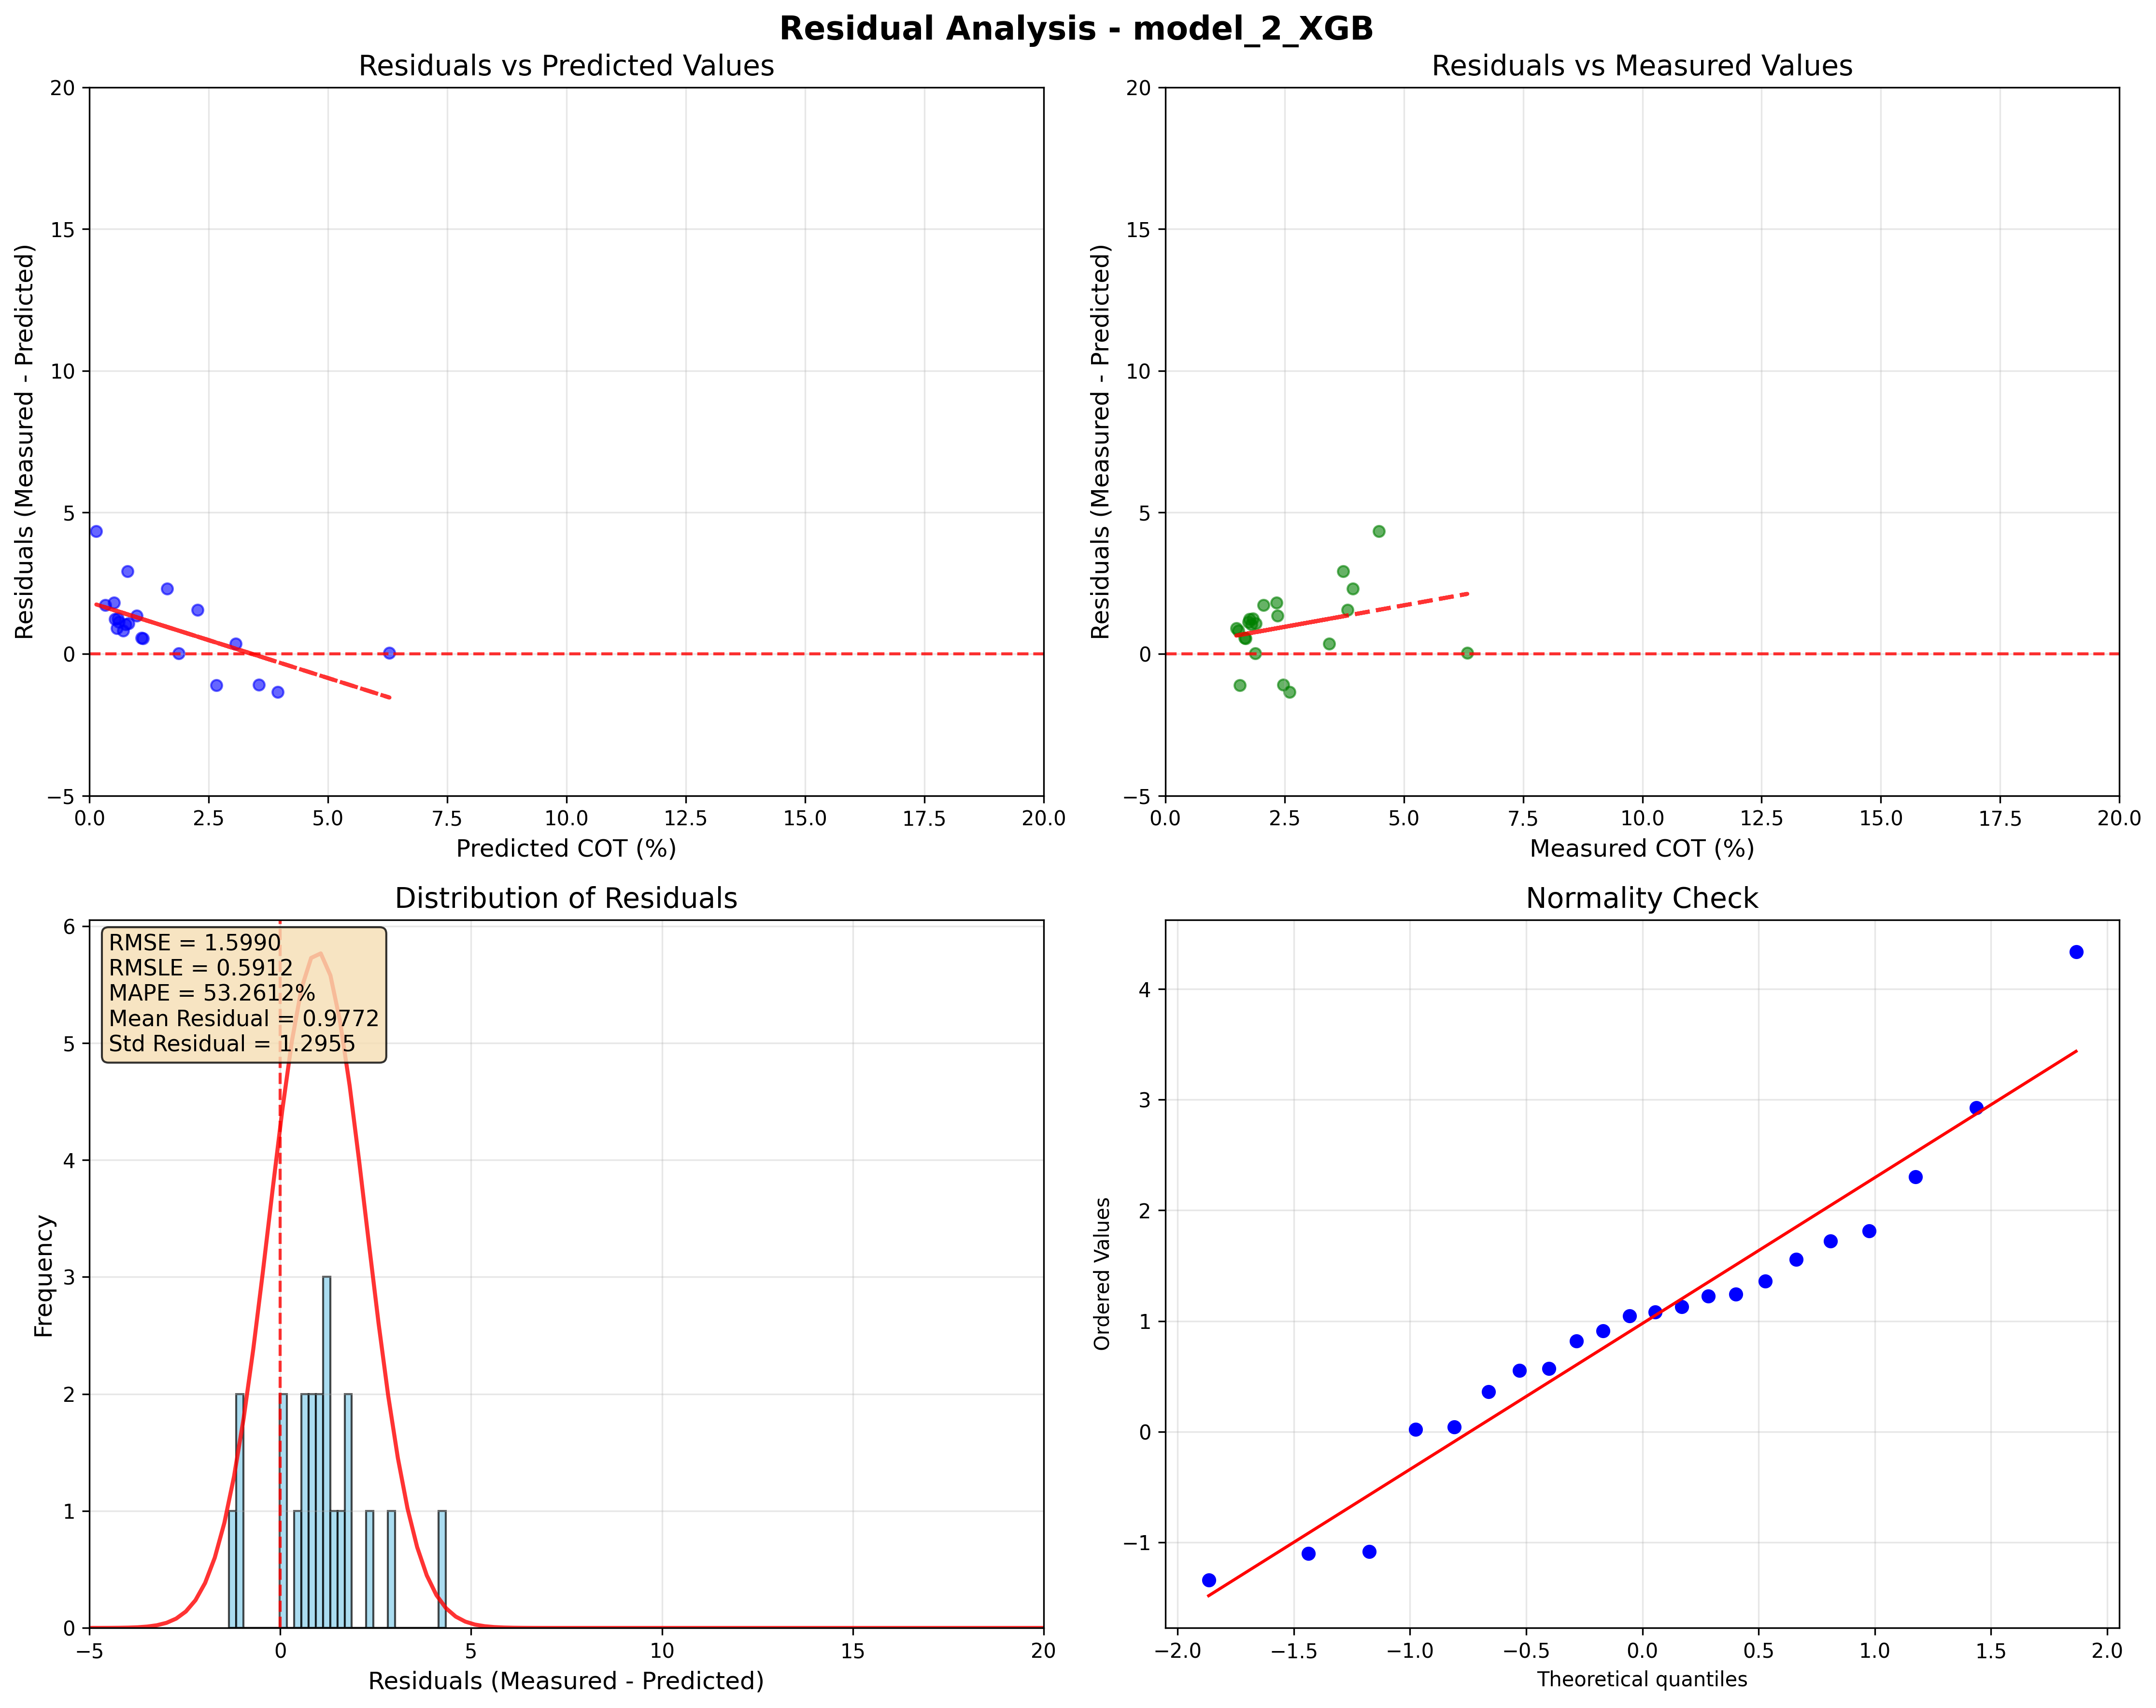 Residual Analysis - model_2_XGB
Residuals vs Predicted Values
20
15
10
5
0
−5
Residuals (Measured - Predicted)
0.0 2.5 5.0 7.5 10.0 12.5 15.0 17.5 20.0
Predicted COT (%)
Residuals vs Measured Values
20
15
10
5
0
−5
Residuals (Measured - Predicted)
0.0 2.5 5.0 7.5 10.0 12.5 15.0 17.5 20.0
Measured COT (%)
Distribution of Residuals
RMSE = 1.5990
RMSLE = 0.5912
MAPE = 53.2612%
Mean Residual = 0.9772
Std Residual = 1.2955
6
5
4
3
2
1
0
Frequency
−5 0 5 10 15 20
Residuals (Measured - Predicted)
Normality Check
4
3
2
1
0
−1
Ordered Values
−2.0 −1.5 −1.0 −0.5 0.0 0.5 1.0 1.5 2.0
Theoretical quantiles